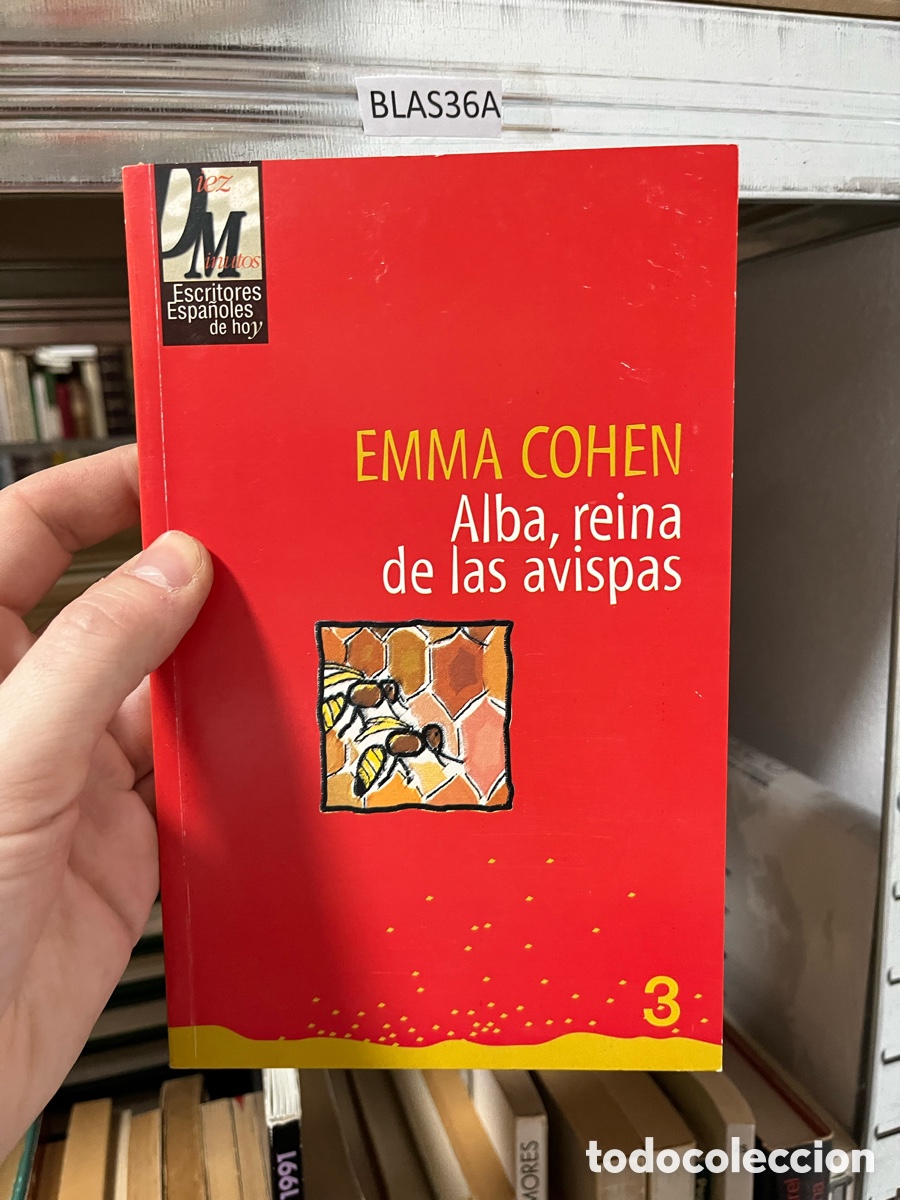 BLAS36A
Diez
Minutos
Escritores
Españoles
de hoy
EMMA COHEN
Alba, reina
de las avispas
3
1991
MORES
todocoleccion